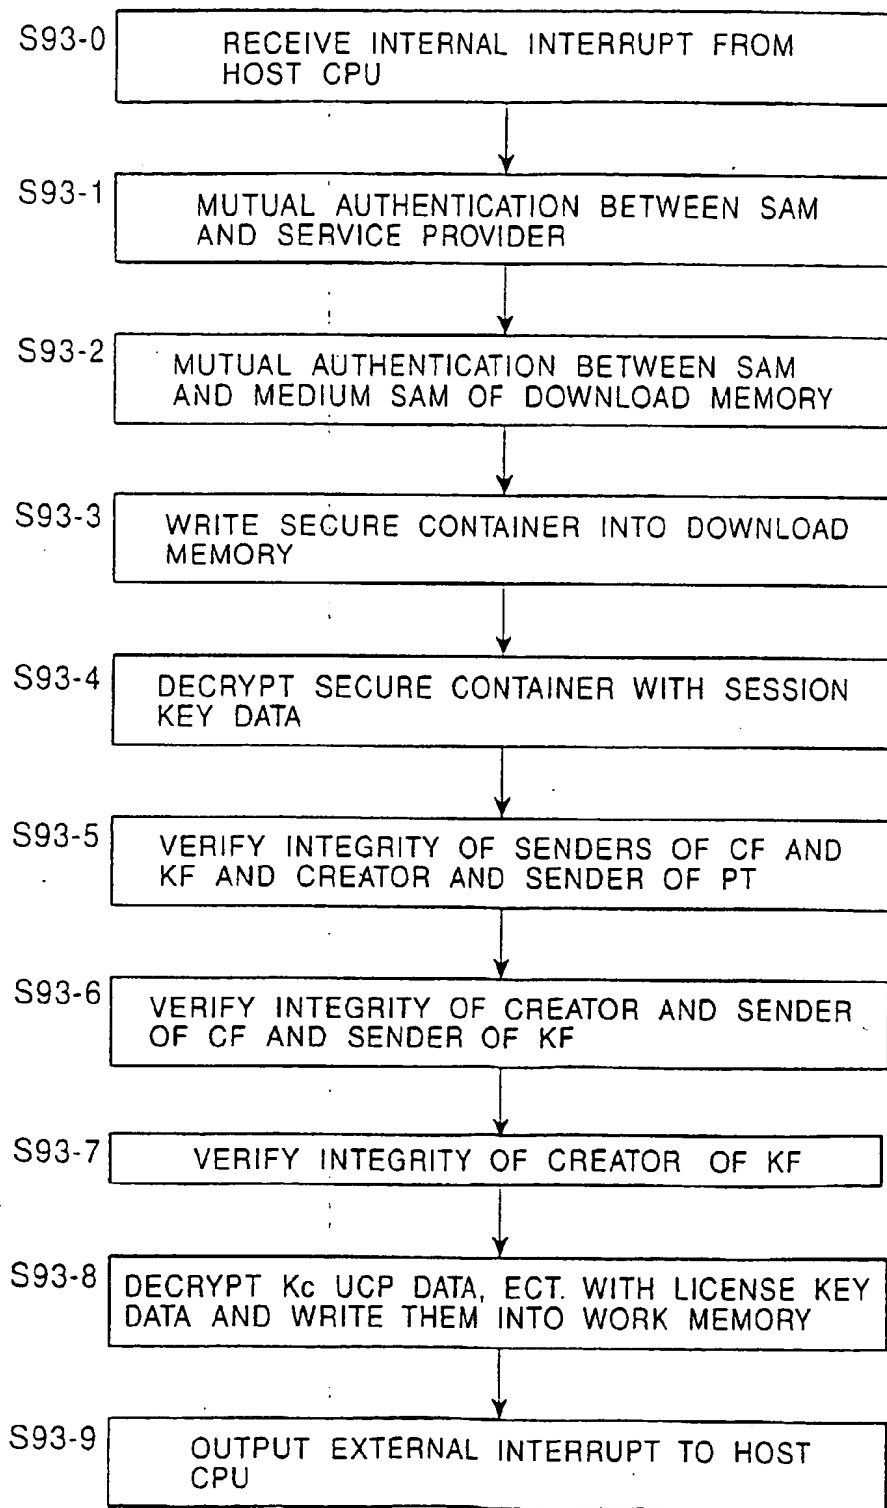 S93-0
RECEIVE INTERNAL INTERRUPT FROM
HOST CPU
S93-1
MUTUAL AUTHENTICATION BETWEEN SAM
AND SERVICE PROVIDER
S93-2
MUTUAL AUTHENTICATION BETWEEN SAM
AND MEDIUM SAM OF DOWNLOAD MEMORY
S93-3
WRITE SECURE CONTAINER INTO DOWNLOAD
MEMORY
S93-4
DECRYPT SECURE CONTAINER WITH SESSION
KEY DATA
S93-5
VERIFY INTEGRITY OF SENDERS OF CF AND
KF AND CREATOR AND SENDER OF PT
S93-6
VERIFY INTEGRITY OF CREATOR AND SENDER
OF CF AND SENDER OF KF
S93-7
VERIFY INTEGRITY OF CREATOR OF KF
S93-8
DECRYPT Kc UCP DATA, ECT. WITH LICENSE KEY
DATA AND WRITE THEM INTO WORK MEMORY
S93-9
OUTPUT EXTERNAL INTERRUPT TO HOST
CPU